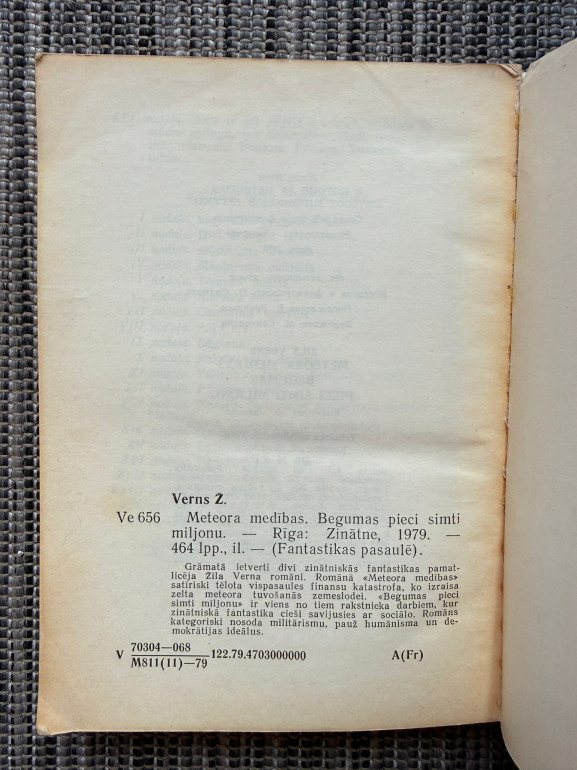 Verns Ž.
Ve 656 Meteora medības. Begumas pieci simti
miljonu. — Rīga: Zinātne, 1979. —
464 lpp., il. — (Fantastikas pasaulē).
Grāmatā ietverti divi zinātniskās fantastikas pamat-
licēja Žila Verna romāni. Romānā «Meteora medības»
satīriski tēlota vispasaules finansu katastrofa, ko izraisa
zelta meteora tuvošanās zemeslodei. «Begumas pieci
simti miljonu» ir viens no tiem rakstnieka darbiem, kur
zinātniskā fantastika cieši savijusies ar sociālo. Romāns
kategoriski nosoda militārismu, pauž humānisma un de-
mokrātijas ideālus.
V 70304—068
M811(11)—79 122.79.4703000000 A(Fr)